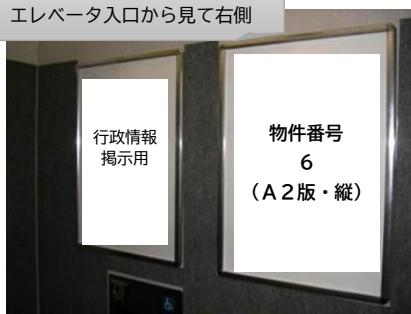 エレベータ入口から見て右側
行政情報
掲示用
物件番号
6
（Ａ２版・縦）